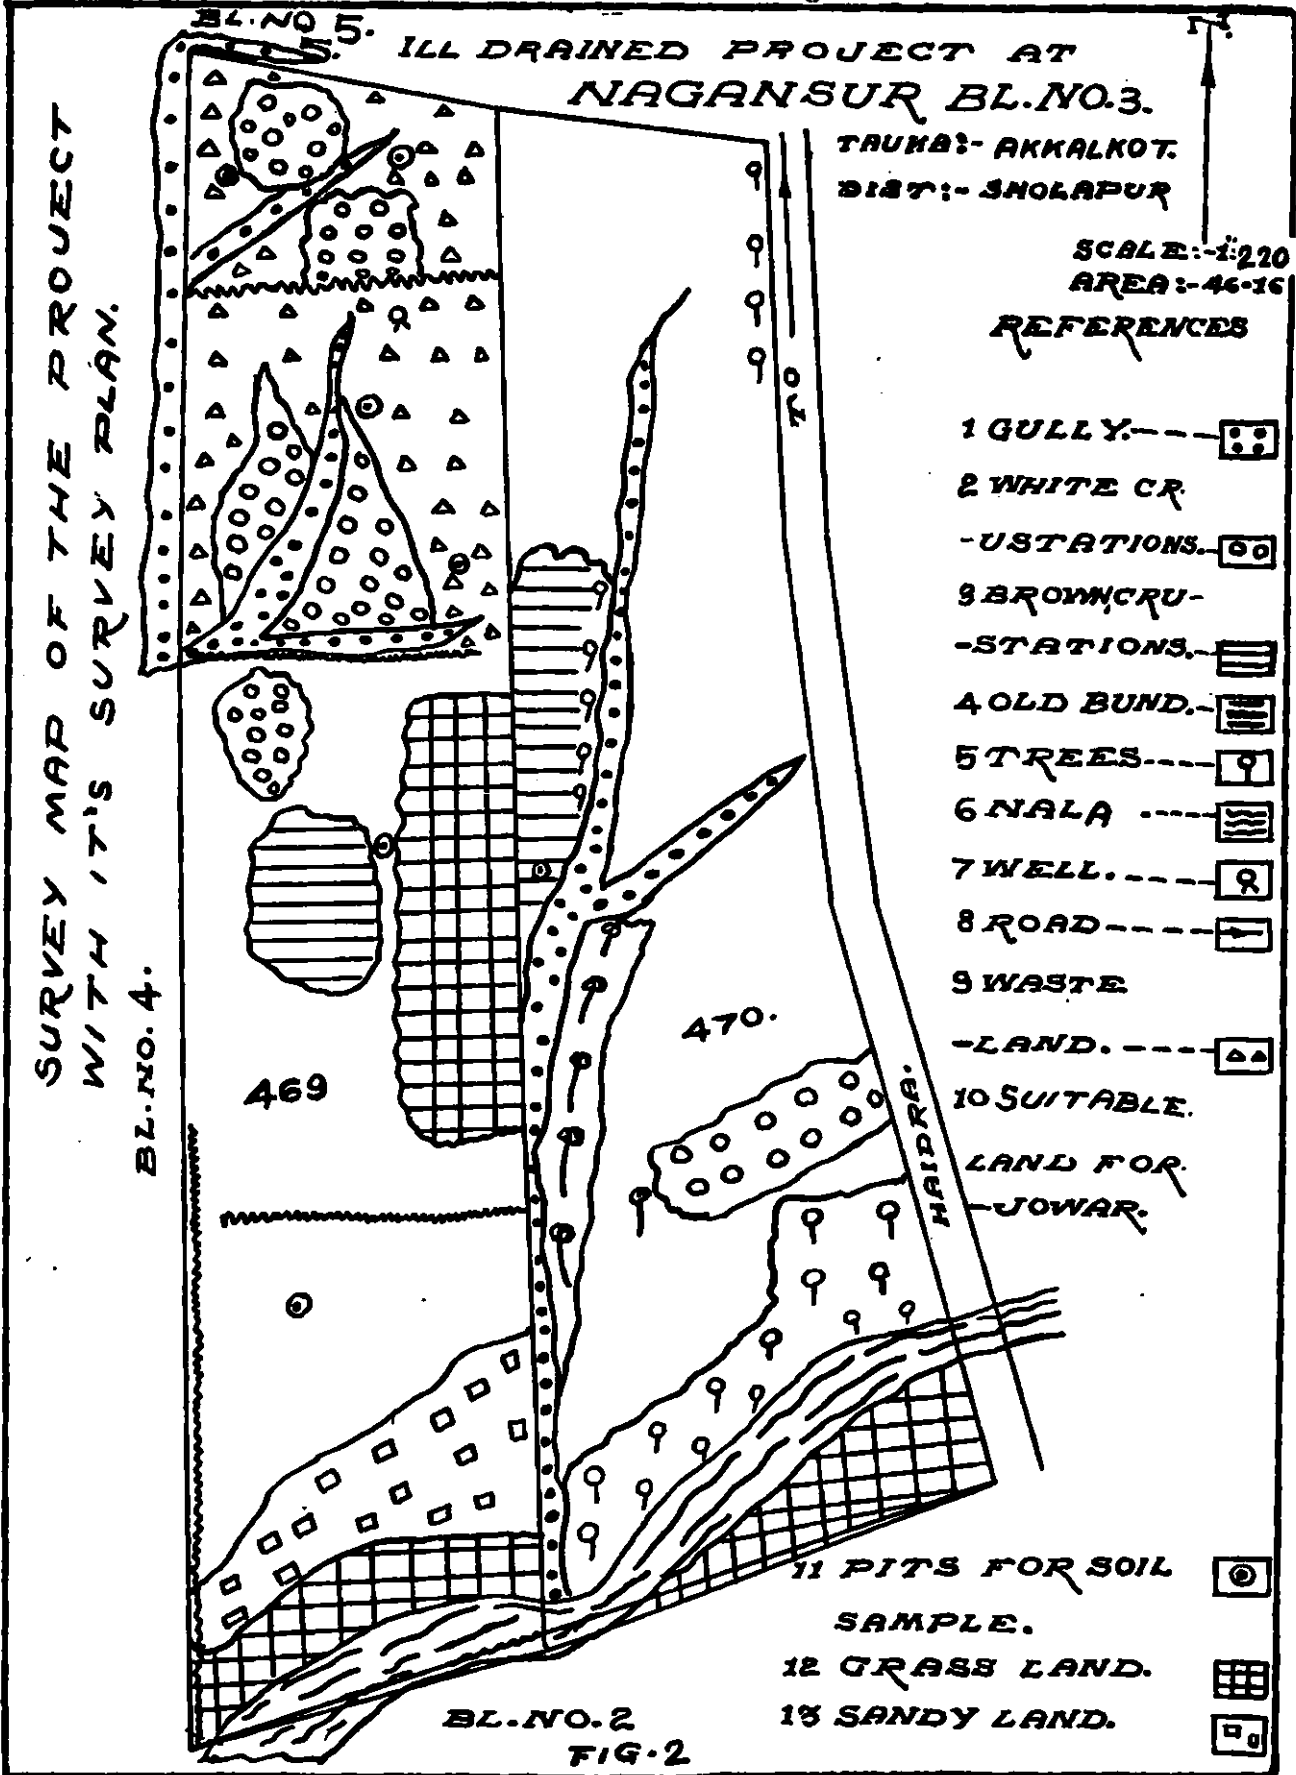 BL.NO 5.
5.
ILL DRAINED PROJECT AT
NAGANSUR BL.NO.3.
N.
TALUKA:- AKKALKOT.
DIST:- SHOLAPUR
SCALE:-1":220
AREA:-46-16
REFERENCES
1 GULLY.
2 WHITE CR.
-USTATIONS.
3 BROWN,CRU-
-STATIONS.
4 OLD BUND.
5 TREES
6 NALA
7 WELL.
8 ROAD
9 WASTE
-LAND.
10 SUITABLE.
LAND FOR.
-JOWAR.
11 PITS FOR SOIL
SAMPLE.
12 GRASS LAND.
13 SANDY LAND.
SURVEY MAP OF THE PROJECT
WITH IT'S SURVEY PLAN.
BL.NO.4.
TO
HAIDRABA.
469
470.
BL.NO.2
FIG.2